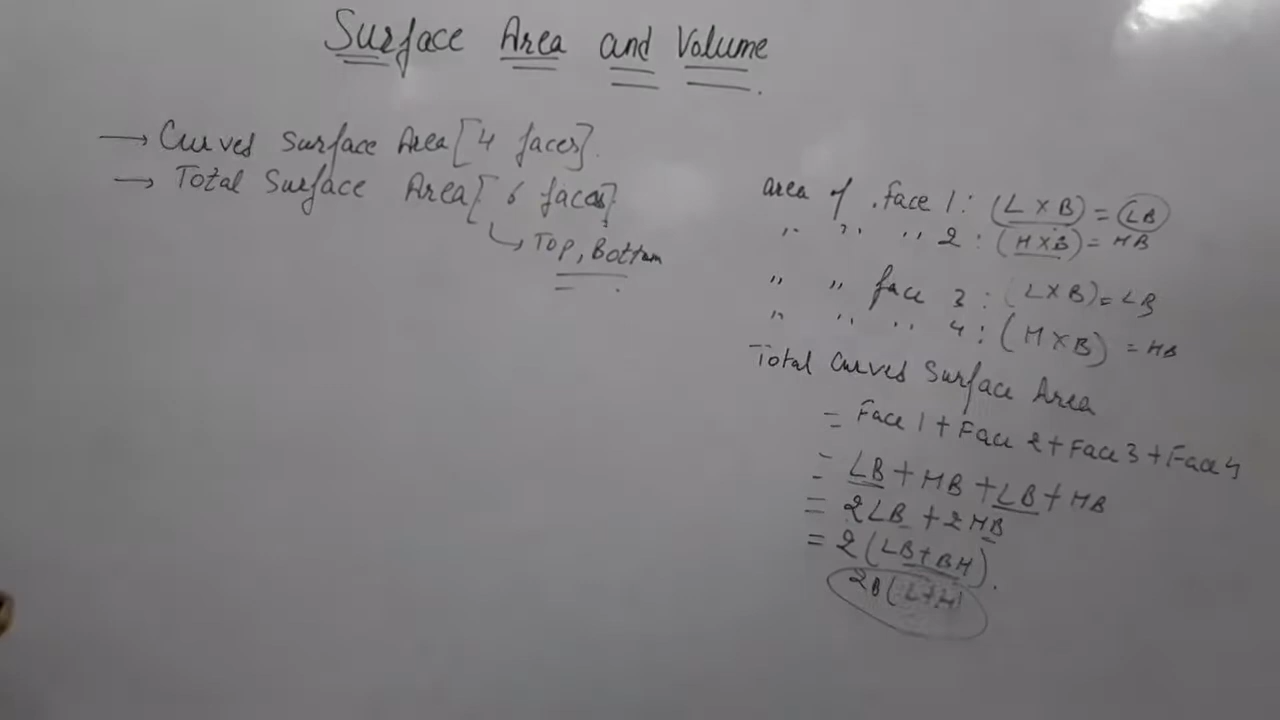 Surface Area and Volume.
→ Curves Surface Area [4 faces].
→ Total Surface Area [6 faces]
↳ Top, Bottom
area of face 1: (L × B) = LB
" " " 2: (H×B) = HB
" " face 3: (L×B) = LB
" " " 4: (H×B) = HB
Total Curves Surface Area
= Face 1 + Face 2 + Face 3 + Face 4
= LB + HB + LB + HB
= 2LB + 2HB
= 2(LB+BH).
2B(L+H)